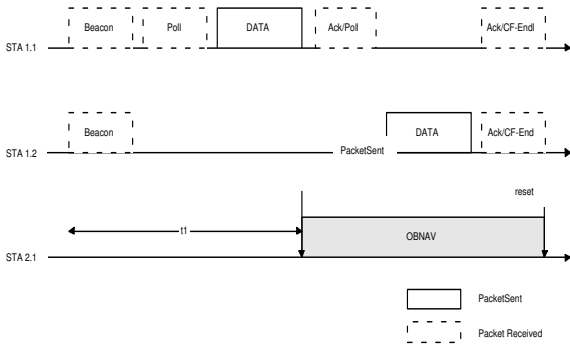 Beacon Poll DATA Ack/Poll Ack/CF-Endl
STA 1.1
Beacon DATA Ack/CF-End
STA 1.2 PacketSent
reset
t1 OBNAV
STA 2.1
PacketSent
Packet Received